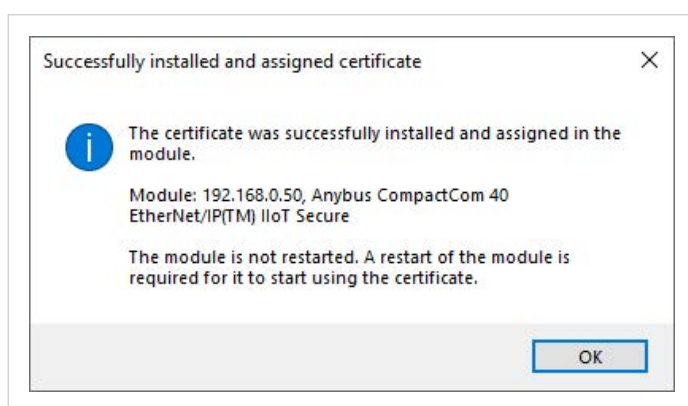 Successfully installed and assigned certificate
The certificate was successfully installed and assigned in the
module.
Module: 192.168.0.50, Anybus CompactCom 40
EtherNet/IP(TM) IIoT Secure
The module is not restarted. A restart of the module is
required for it to start using the certificate.
OK